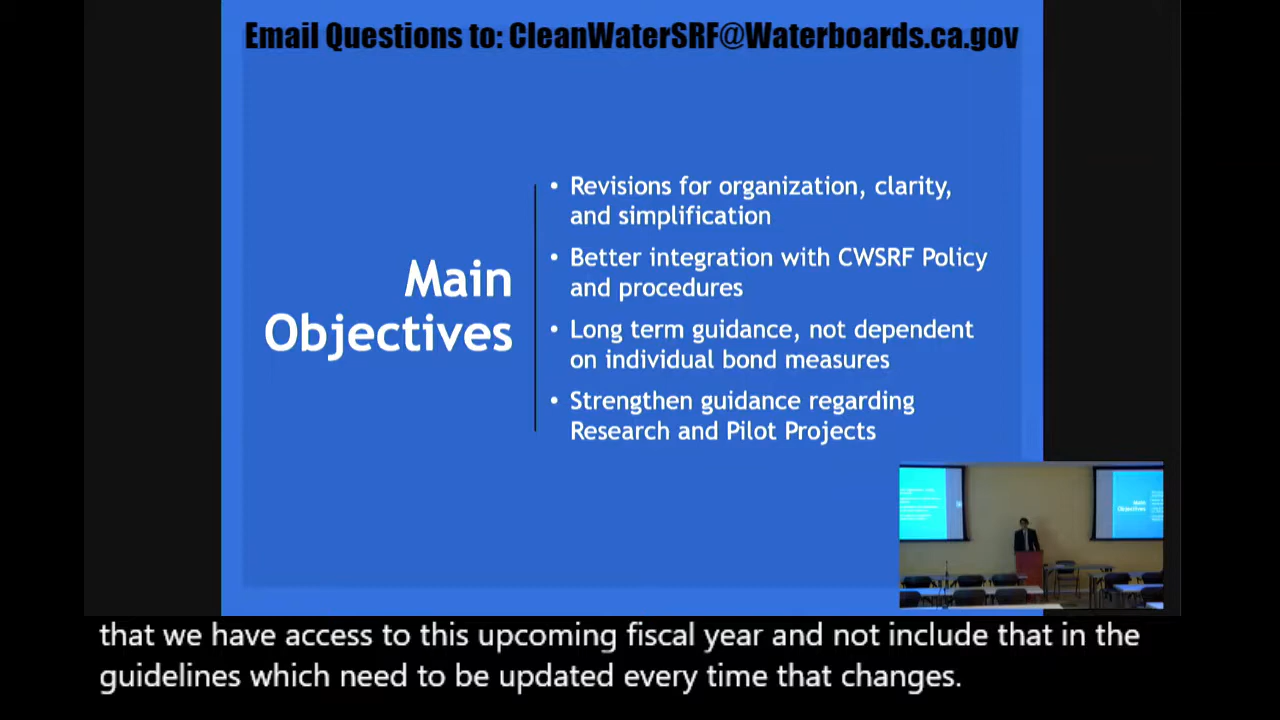 Email Questions to: CleanWaterSRF@Waterboards.ca.gov
Main
Objectives
• Revisions for organization, clarity,
and simplification
• Better integration with CWSRF Policy
and procedures
• Long term guidance, not dependent
on individual bond measures
• Strengthen guidance regarding
Research and Pilot Projects
Main
Objectives
that we have access to this upcoming fiscal year and not include that in the
guidelines which need to be updated every time that changes.